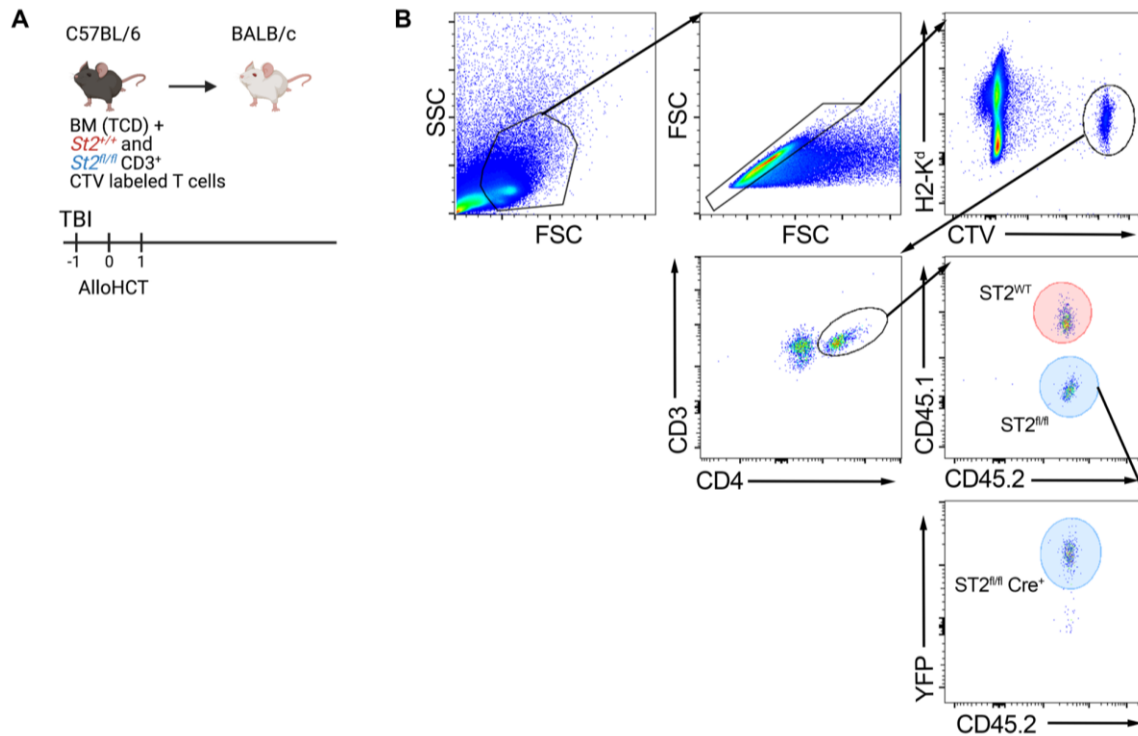 A
C57BL/6
BALB/c
BM (TCD) +
St2+/+ and
St2fl/fl CD3+
CTV labeled T cells
TBI
-1 0 1
AlloHCT
B
SSC
FSC
FSC
FSC
H2-Kd
CTV
CD3
CD4
CD45.1
ST2WT
ST2fl/fl
CD45.2
YFP
ST2fl/fl Cre+
CD45.2